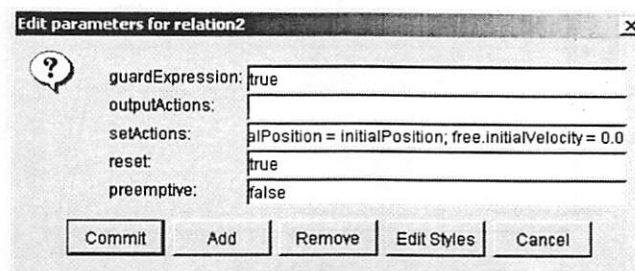 Edit parameters for relation2
?
guardExpression: true
outputActions:
setActions: alPosition = initialPosition; free.initialVelocity = 0.0
reset: true
preemptive: false
Commit Add Remove Edit Styles Cancel